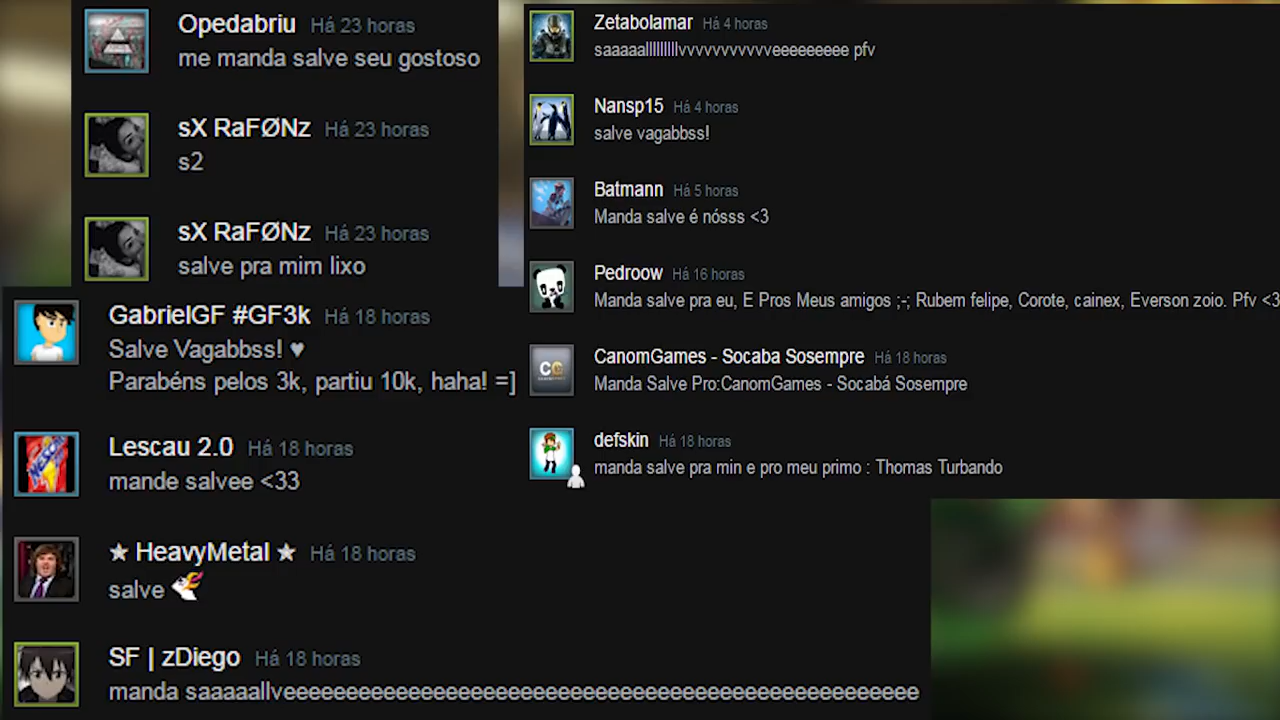 Opedabriu Há 23 horas
me manda salve seu gostoso
sX RaFØNz Há 23 horas
s2
sX RaFØNz Há 23 horas
salve pra mim lixo
GabrielGF #GF3k Há 18 horas
Salve Vagabbss! ♥
Parabéns pelos 3k, partiu 10k, haha! =]
Lescau 2.0 Há 18 horas
mande salvee <33
★ HeavyMetal ★ Há 18 horas
salve
SF | zDiego Há 18 horas
manda saaaaallveeeeeeeeeeeeeeeeeeeeeeeeeeeeeeeeeeeeeeeeeeeeeeeeeee
Zetabolamar Há 4 horas
saaaaalllllllllvvvvvvvvvvveeeeeeeee pfv
Nansp15 Há 4 horas
salve vagabbss!
Batmann Há 5 horas
Manda salve é nósss <3
Pedroow Há 16 horas
Manda salve pra eu, E Pros Meus amigos ;-; Rubem felipe, Corote, cainex, Everson zoio. Pfv <3
CanomGames - Socaba Sosempre Há 18 horas
Manda Salve Pro:CanomGames - Socabá Sosempre
defskin Há 18 horas
manda salve pra min e pro meu primo : Thomas Turbando
CG